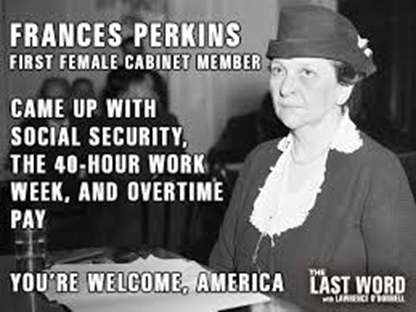 FRANCES PERKINS
FIRST FEMALE CABINET MEMBER
CAME UP WITH
SOCIAL SECURITY,
THE 40-HOUR WORK
WEEK, AND OVERTIME
PAY
YOU'RE WELCOME, AMERICA
THE
LAST WORD
WITH LAWRENCE O'DONNELL